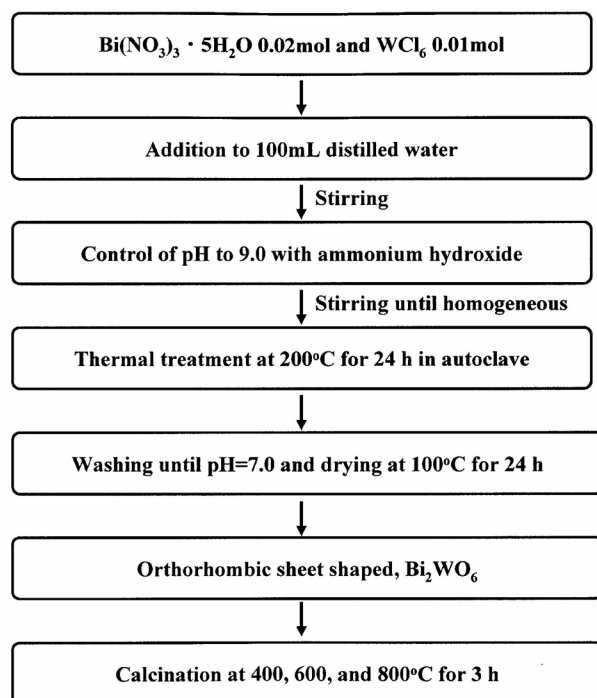 Bi(NO₃)₃ · 5H₂O 0.02mol and WCl₆ 0.01mol
Addition to 100mL distilled water
Stirring
Control of pH to 9.0 with ammonium hydroxide
Stirring until homogeneous
Thermal treatment at 200°C for 24 h in autoclave
Washing until pH=7.0 and drying at 100°C for 24 h
Orthorhombic sheet shaped, Bi₂WO₆
Calcination at 400, 600, and 800°C for 3 h